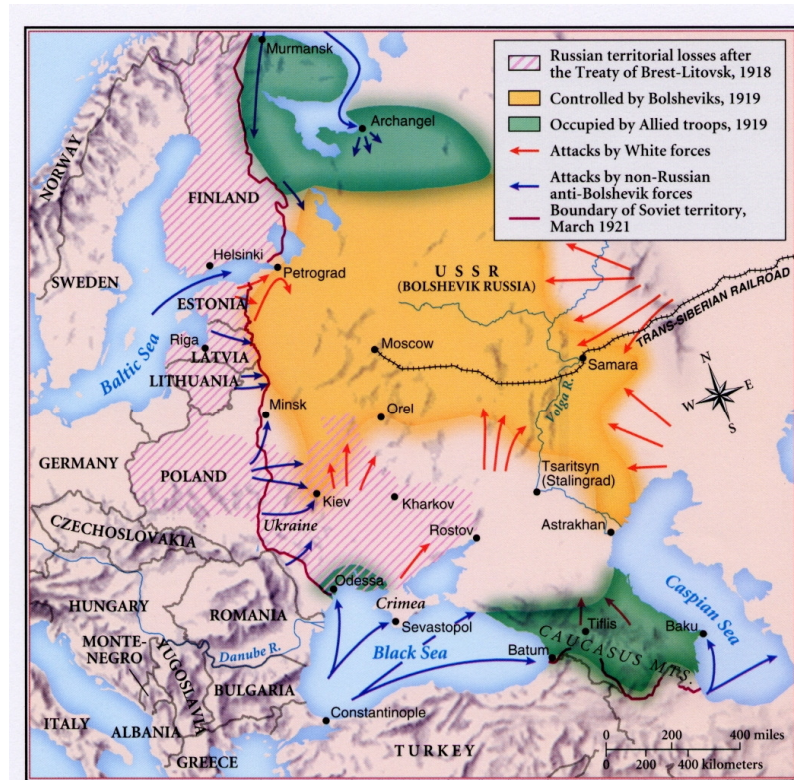 Murmansk
Archangel
Russian territorial losses after
the Treaty of Brest-Litovsk, 1918
Controlled by Bolsheviks, 1919
Occupied by Allied troops, 1919
Attacks by White forces
Attacks by non-Russian
anti-Bolshevik forces
Boundary of Soviet territory,
March 1921
NORWAY
FINLAND
SWEDEN
Helsinki
Petrograd
U S S R
(BOLSHEVIK RUSSIA)
TRANS-SIBERIAN RAILROAD
ESTONIA
Baltic Sea
Riga
LATVIA
LITHUANIA
Moscow
Samara
Volga R.
N
W
E
S
Minsk
Orel
GERMANY
POLAND
Tsaritsyn
(Stalingrad)
Kiev
Kharkov
Ukraine
CZECHOSLOVAKIA
Rostov
Astrakhan
Odessa
HUNGARY
ROMANIA
Crimea
Sevastopol
Caspian Sea
Tiflis
Baku
CAUCASUS MTS.
MONTE-
NEGRO
YUGOSLAVIA
Danube R.
Black Sea
Batum
BULGARIA
Constantinople
ITALY
ALBANIA
GREECE
TURKEY
0 200 400 miles
0 200 400 kilometers